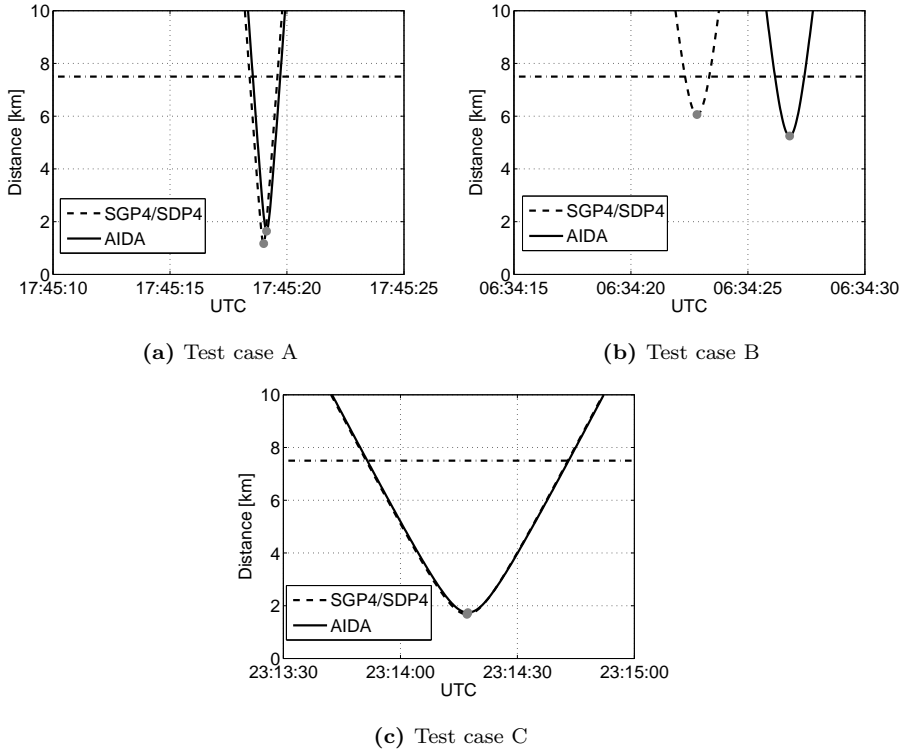 10
8
6
4
2
0
Distance [km]
SGP4/SDP4
AIDA
17:45:10 17:45:15 17:45:20 17:45:25
UTC
(a) Test case A
10
8
6
4
2
0
Distance [km]
SGP4/SDP4
AIDA
06:34:15 06:34:20 06:34:25 06:34:30
UTC
(b) Test case B
10
8
6
4
2
0
Distance [km]
SGP4/SDP4
AIDA
23:13:30 23:14:00 23:14:30 23:15:00
UTC
(c) Test case C